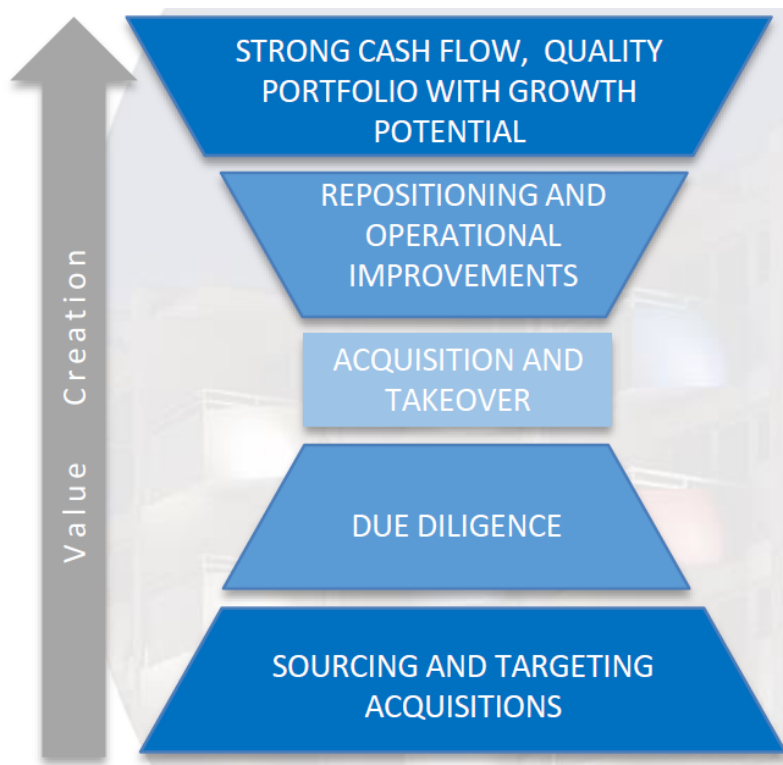 STRONG CASH FLOW, QUALITY
PORTFOLIO WITH GROWTH
POTENTIAL
REPOSITIONING AND
OPERATIONAL
IMPROVEMENTS
ACQUISITION AND
TAKEOVER
DUE DILIGENCE
SOURCING AND TARGETING
ACQUISITIONS
Value Creation